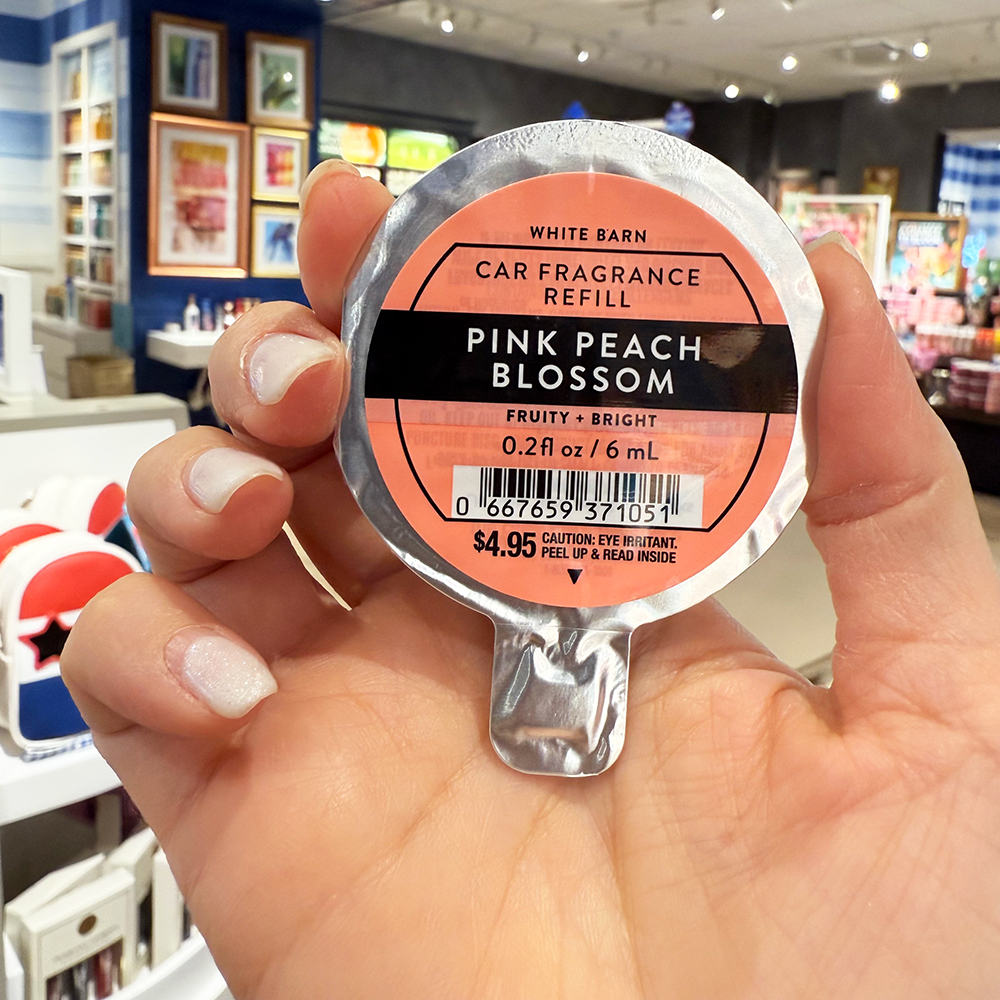 WHITE BARN
CAR FRAGRANCE
REFILL
PINK PEACH
BLOSSOM
FRUITY + BRIGHT
0.2fl oz / 6 mL
0 667659 371051
$4.95 CAUTION: EYE IRRITANT.
PEEL UP & READ INSIDE